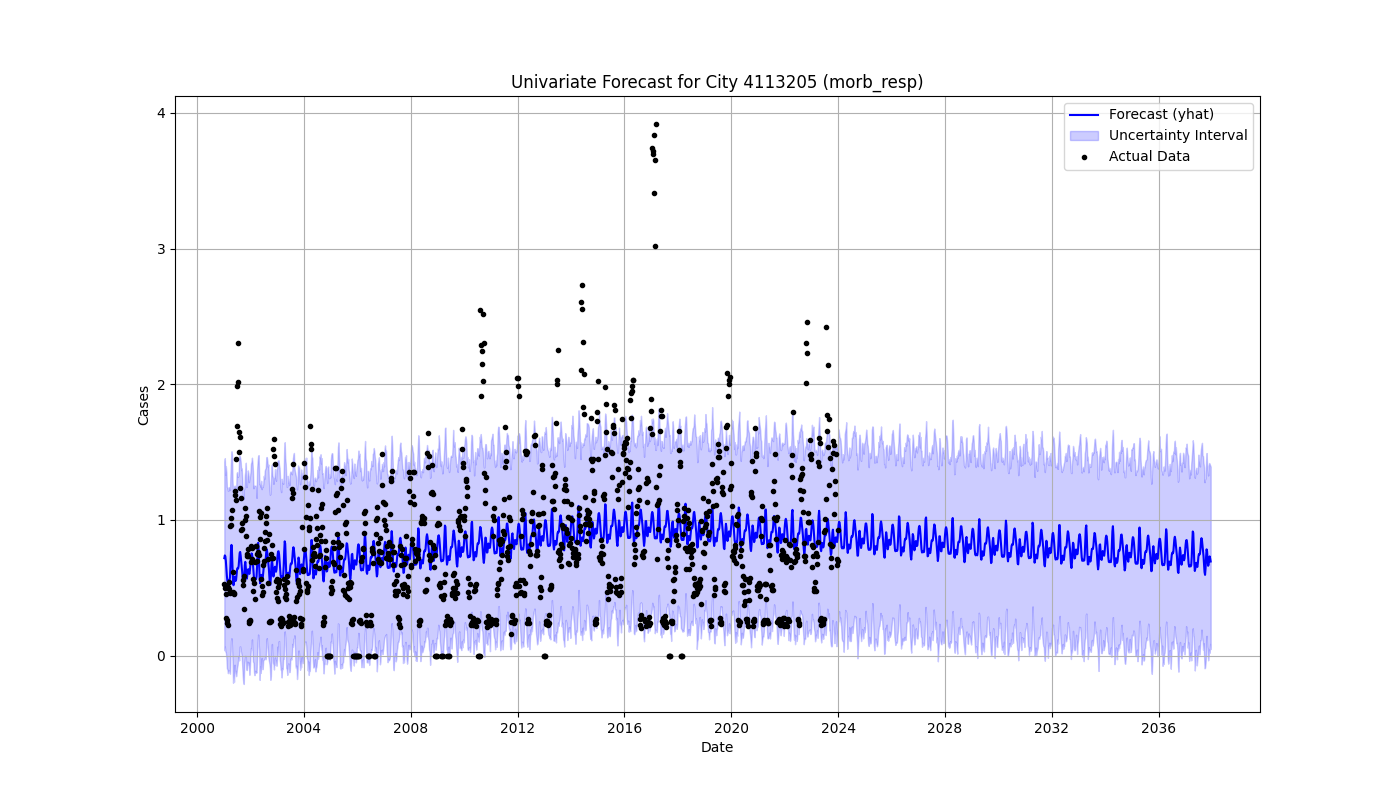 Univariate Forecast for City 4113205 (morb_resp)
Forecast (yhat)
Uncertainty Interval
Actual Data
Cases
4
3
2
1
0
2000 2004 2008 2012 2016 2020 2024 2028 2032 2036
Date